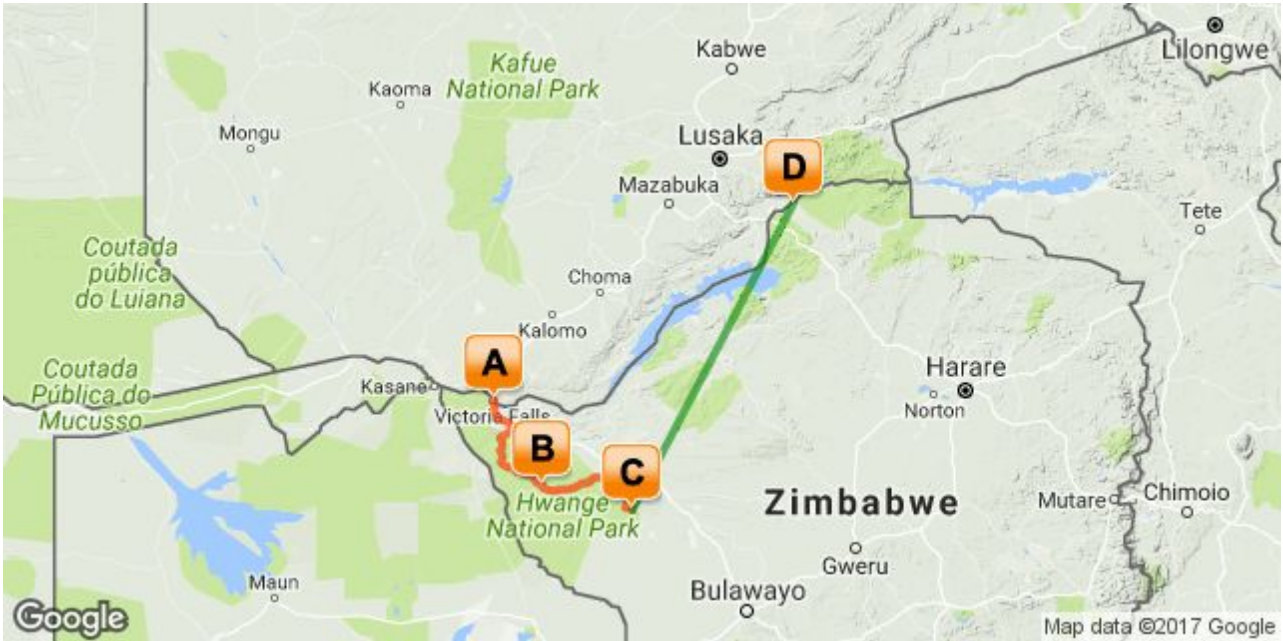 Kabwe
Lilongwe
Kafue
National Park
Kaoma
Mongu
Lusaka
D
Mazabuka
Tete
Coutada
pública
do Luiana
Choma
Kalomo
A
Coutada
Pública do
Mucusso
Kasane
Harare
Norton
Victoria Falls
B
C
Hwange
National Park
Zimbabwe
Mutare
Chimoio
Gweru
Maun
Bulawayo
Google
Map data ©2017 Google